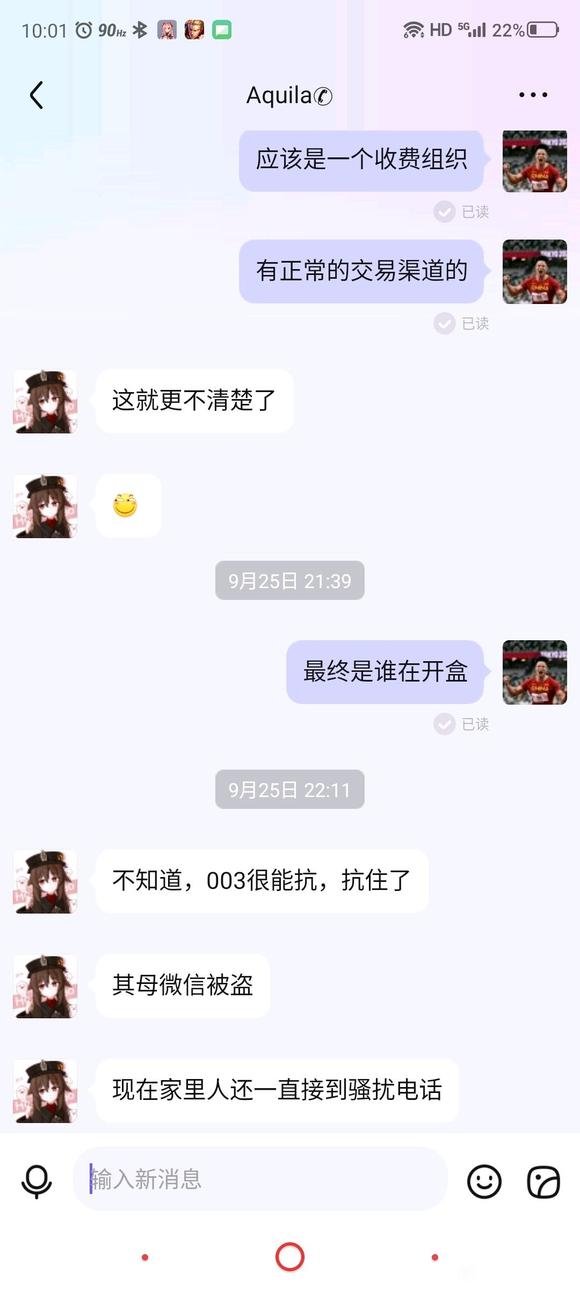 10:01 90Hz HD 5G 22%
Aquila✆
应该是一个收费组织
已读
有正常的交易渠道的
已读
这就更不清楚了
9月25日 21:39
最终是谁在开盒
已读
9月25日 22:11
不知道，003很能抗，抗住了
其母微信被盗
现在家里人还一直接到骚扰电话
输入新消息